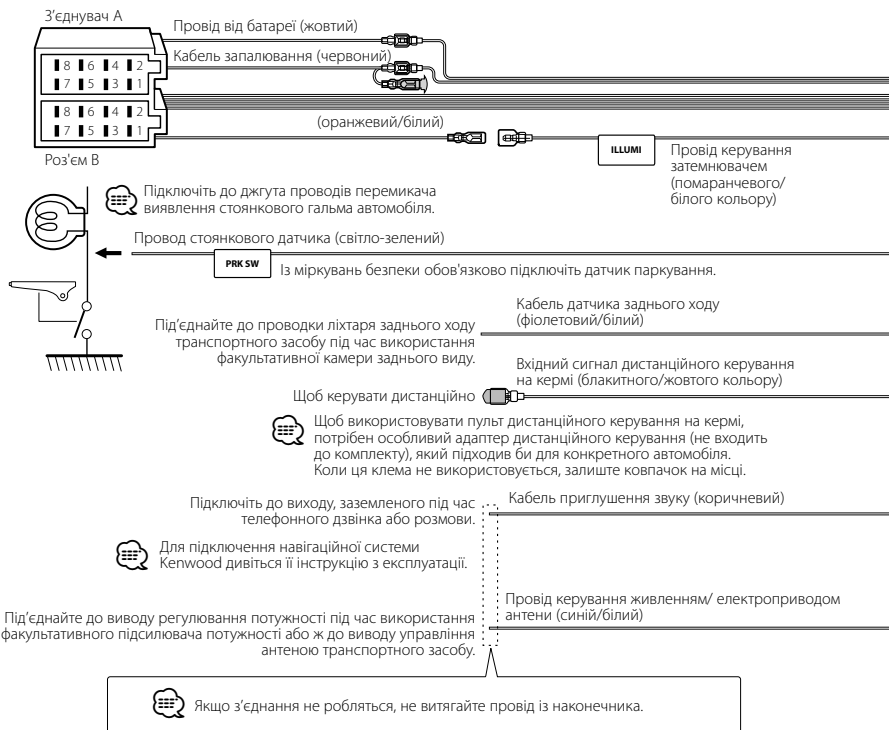 З’єднувач А
Провід від батареї (жовтий)
Кабель запалювання (червоний)
8 6 4 2
7 5 3 1
8 6 4 2
7 5 3 1
(оранжевий/білий)
Роз'єм B
ILLUMI
Провід керування
затемнювачем
(помаранчевого/
білого кольору)
Підключіть до джгута проводів перемикача
виявлення стоянкового гальма автомобіля.
Провод стоянкового датчика (світло-зелений)
PRK SW
Із міркувань безпеки обов'язково підключіть датчик паркування.
Під’єднайте до проводки ліхтаря заднього ходу
транспортного засобу під час використання
факультативної камери заднього виду.
Кабель датчика заднього ходу
(фіолетовий/білий)
Щоб керувати дистанційно
Вхідний сигнал дистанційного керування
на кермі (блакитного/жовтого кольору)
Щоб використовувати пульт дистанційного керування на кермі,
потрібен особливий адаптер дистанційного керування (не входить
до комплекту), який підходив би для конкретного автомобіля.
Коли ця клема не використовується, залиште ковпачок на місці.
Підключіть до виходу, заземленого під час
телефонного дзвінка або розмови.
Кабель приглушення звуку (коричневий)
Для підключення навігаційної системи
Kenwood дивіться її інструкцію з експлуатації.
Під’єднайте до виводу регулювання потужності під час використання
факультативного підсилювача потужності або ж до виводу управління
антеною транспортного засобу.
Провід керування живленням/ електроприводом
антени (синій/білий)
Якщо з’єднання не робляться, не витягайте провід із наконечника.